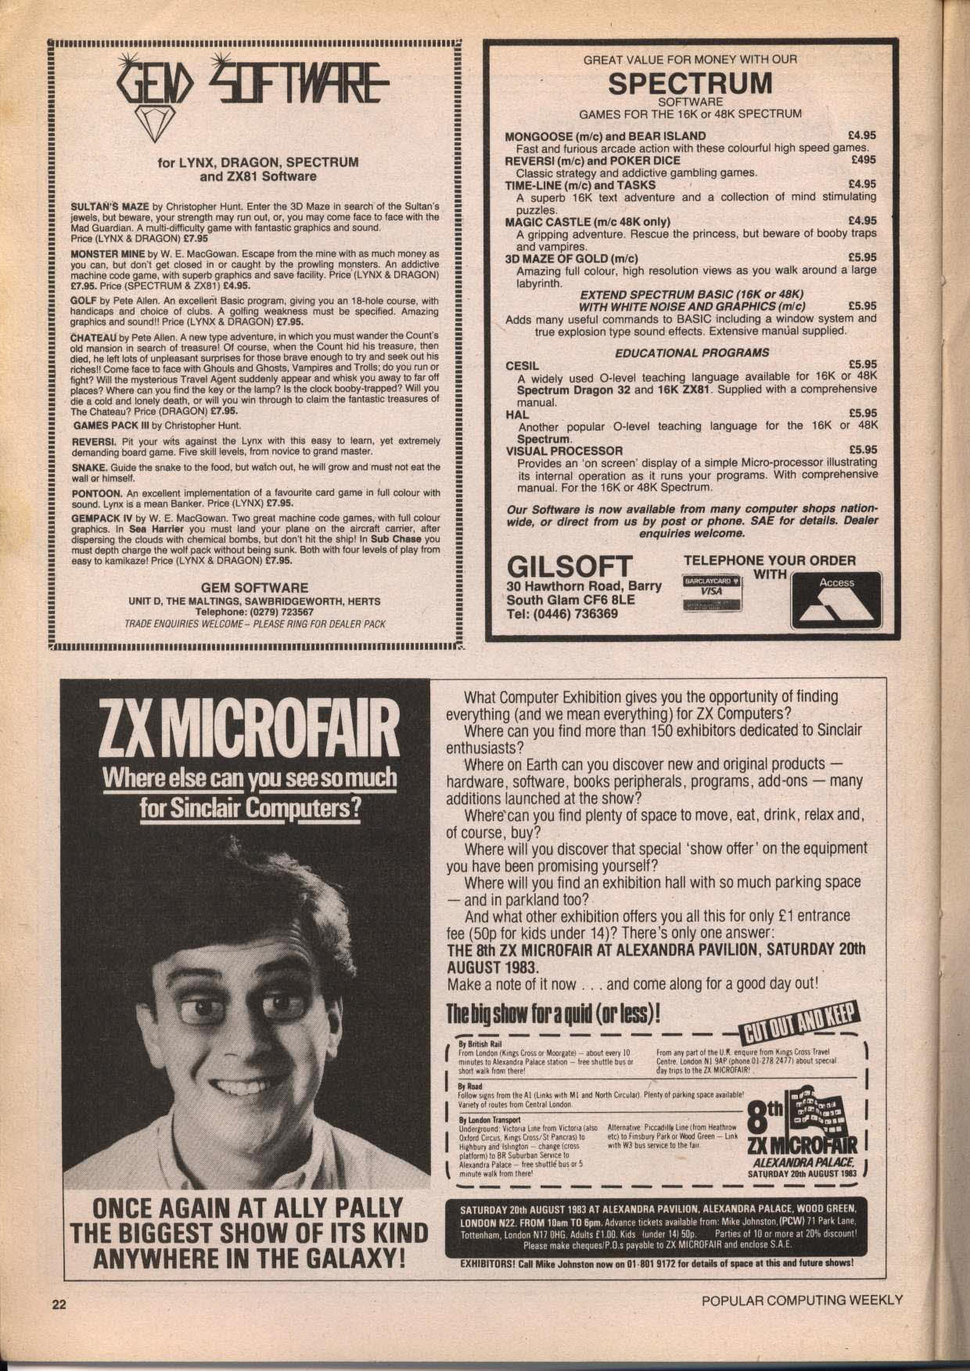 GEM SOFTWARE
for LYNX, DRAGON, SPECTRUM
and ZX81 Software
SULTAN'S MAZE by Christopher Hunt. Enter the 3D Maze in search of the Sultan's
jewels, but beware, your strength may run out, or, you may come face to face with the
Mad Guardian. A multi-difficulty game with fantastic graphics and sound.
Price (LYNX & DRAGON) £7.95
MONSTER MINE by W. E. MacGowan. Escape from the mine with as much money as
you can, but don't get closed in or caught by the prowling monsters. An addictive
machine code game, with superb graphics and save facility. Price (LYNX & DRAGON)
£7.95. Price (SPECTRUM & ZX81) £4.95.
GOLF by Pete Allen. An excellent Basic program, giving you an 18-hole course, with
handicaps and choice of clubs. A golfing weakness must be specified. Amazing
graphics and sound!! Price (LYNX & DRAGON) £7.95.
CHATEAU by Pete Allen. A new type adventure, in which you must wander the Count's
old mansion in search of treasure! Of course, when the Count hid his treasure, then
died, he left lots of unpleasant surprises for those brave enough to try and seek out his
riches!! Come face to face with Ghouls and Ghosts, Vampires and Trolls; do you run or
fight? Will the mysterious Travel Agent suddenly appear and whisk you away to far off
places? Where can you find the key or the lamp? Is the clock booby-trapped? Will you
die a cold and lonely death, or will you win through to claim the fantastic treasures of
The Chateau? Price (DRAGON) £7.95.
GAMES PACK III by Christopher Hunt.
REVERSI. Pit your wits against the Lynx with this easy to learn, yet extremely
demanding board game. Five skill levels, from novice to grand master.
SNAKE. Guide the snake to the food, but watch out, he will grow and must not eat the
wall or himself.
PONTOON. An excellent implementation of a favourite card game in full colour with
sound. Lynx is a mean Banker. Price (LYNX) £7.95.
GEMPACK IV by W. E. MacGowan. Two great machine code games, with full colour
graphics. In Sea Harrier you must land your plane on the aircraft carrier, after
dispersing the clouds with chemical bombs, but don't hit the ship! In Sub Chase you
must depth charge the wolf pack without being sunk. Both with four levels of play from
easy to kamikaze! Price (LYNX & DRAGON) £7.95.
GEM SOFTWARE
UNIT D, THE MALTINGS, SAWBRIDGEWORTH, HERTS
Telephone: (0279) 723567
TRADE ENQUIRIES WELCOME – PLEASE RING FOR DEALER PACK
GREAT VALUE FOR MONEY WITH OUR
SPECTRUM
SOFTWARE
GAMES FOR THE 16K or 48K SPECTRUM
MONGOOSE (m/c) and BEAR ISLAND £4.95
Fast and furious arcade action with these colourful high speed games.
REVERSI (m/c) and POKER DICE £495
Classic strategy and addictive gambling games.
TIME-LINE (m/c) and TASKS £4.95
A superb 16K text adventure and a collection of mind stimulating
puzzles.
MAGIC CASTLE (m/c 48K only) £4.95
A gripping adventure. Rescue the princess, but beware of booby traps
and vampires.
3D MAZE OF GOLD (m/c) £5.95
Amazing full colour, high resolution views as you walk around a large
labyrinth.
EXTEND SPECTRUM BASIC (16K or 48K)
WITH WHITE NOISE AND GRAPHICS (m/c) £5.95
Adds many useful commands to BASIC including a window system and
true explosion type sound effects. Extensive manual supplied.
EDUCATIONAL PROGRAMS
CESIL £5.95
A widely used O-level teaching language available for 16K or 48K
Spectrum Dragon 32 and 16K ZX81. Supplied with a comprehensive
manual.
HAL £5.95
Another popular O-level teaching language for the 16K or 48K
Spectrum.
VISUAL PROCESSOR £5.95
Provides an 'on screen' display of a simple Micro-processor illustrating
its internal operation as it runs your programs. With comprehensive
manual. For the 16K or 48K Spectrum.
Our Software is now available from many computer shops nation-
wide, or direct from us by post or phone. SAE for details. Dealer
enquiries welcome.
GILSOFT
30 Hawthorn Road, Barry
South Glam CF6 8LE
Tel: (0446) 736369
TELEPHONE YOUR ORDER
WITH
BARCLAYCARD
VISA
Access
ZX MICROFAIR
Where else can you see so much
for Sinclair Computers?
ONCE AGAIN AT ALLY PALLY
THE BIGGEST SHOW OF ITS KIND
ANYWHERE IN THE GALAXY!
What Computer Exhibition gives you the opportunity of finding
everything (and we mean everything) for ZX Computers?
Where can you find more than 150 exhibitors dedicated to Sinclair
enthusiasts?
Where on Earth can you discover new and original products —
hardware, software, books peripherals, programs, add-ons — many
additions launched at the show?
Where can you find plenty of space to move, eat, drink, relax and,
of course, buy?
Where will you discover that special 'show offer' on the equipment
you have been promising yourself?
Where will you find an exhibition hall with so much parking space
— and in parkland too?
And what other exhibition offers you all this for only £1 entrance
fee (50p for kids under 14)? There's only one answer:
THE 8th ZX MICROFAIR AT ALEXANDRA PAVILION, SATURDAY 20th
AUGUST 1983.
Make a note of it now . . . and come along for a good day out!
The big show for a quid (or less)!
CUT OUT AND KEEP
By British Rail
From London (Kings Cross or Moorgate) — about every 10
minutes to Alexandra Palace station — free shuttle bus or
short walk from there!
From any part of the U.K. enquire from Kings Cross Travel
Centre, London N1 9AP (phone 01-278 2477) about special
day trips to the ZX MICROFAIR!
By Road
Follow signs from the A1 (Links with M1 and North Circular). Plenty of parking space available!
Variety of routes from Central London.
By London Transport
Underground: Victoria Line from Victoria (also
Oxford Circus, Kings Cross/St Pancras) to
Highbury and Islington — change (cross
platform) to BR Suburban Service to
Alexandra Palace — free shuttle bus or 5
minute walk from there!
Alternative: Piccadilly Line (from Heathrow
etc) to Finsbury Park or Wood Green — Link
with W3 bus service to the fair.
8th
ZX MICROFAIR
ALEXANDRA PALACE,
SATURDAY 20th AUGUST 1983
SATURDAY 20th AUGUST 1983 AT ALEXANDRA PAVILION, ALEXANDRA PALACE, WOOD GREEN,
LONDON N22. FROM 10am TO 6pm. Advance tickets available from: Mike Johnston, (PCW) 71 Park Lane,
Tottenham, London N17 0HG. Adults £1.00. Kids (under 14) 50p. Parties of 10 or more at 20% discount!
Please make cheques/P.O.s payable to ZX MICROFAIR and enclose S.A.E.
EXHIBITORS! Call Mike Johnston now on 01-801 9172 for details of space at this and future shows!
22
POPULAR COMPUTING WEEKLY